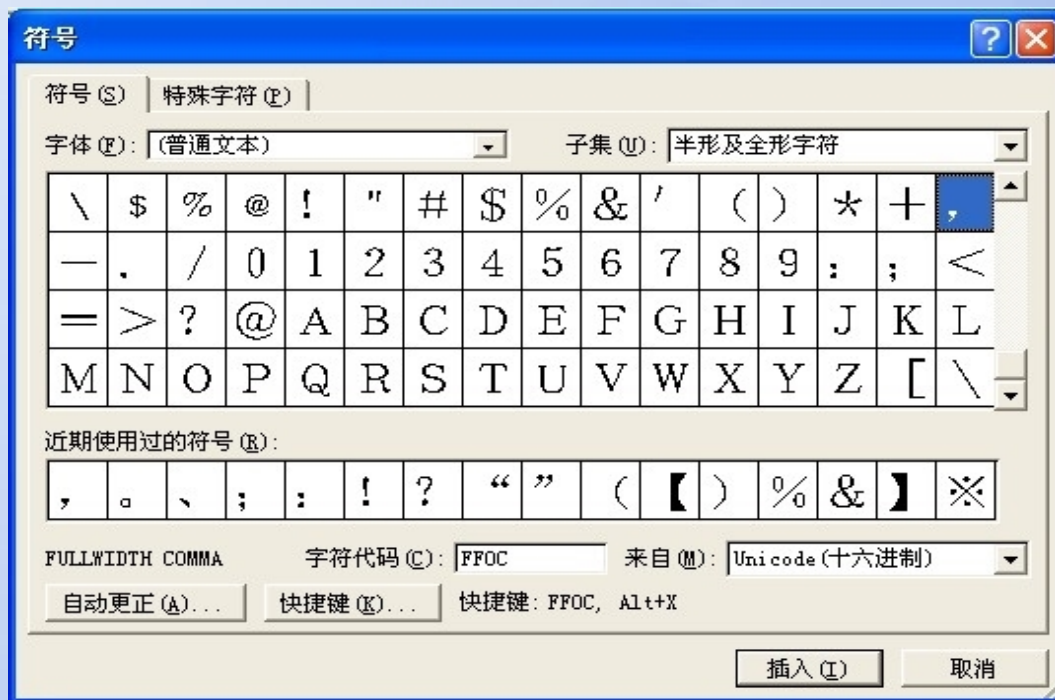 符号
符号(S) 特殊字符(P)
字体(F): (普通文本) 子集(U): 半形及全形字符
﹨ ﹩ ﹪ ﹫ ！ ＂ ＃ ＄ ％ ＆ ＇ （ ） ＊ ＋ ，
－ ． ／ ０ １ ２ ３ ４ ５ ６ ７ ８ ９ ： ； ＜
＝ ＞ ？ ＠ Ａ Ｂ Ｃ Ｄ Ｅ Ｆ Ｇ Ｈ Ｉ Ｊ Ｋ Ｌ
Ｍ Ｎ Ｏ Ｐ Ｑ Ｒ Ｓ Ｔ Ｕ Ｖ Ｗ Ｘ Ｙ Ｚ ［ ＼
近期使用过的符号(R):
， 。 、 ； ： ！ ？ “ ” （ 【 ） ％ ＆ 】 ※
FULLWIDTH COMMA 字符代码(C): FF0C 来自(M): Unicode(十六进制)
自动更正(A)... 快捷键(K)... 快捷键: FF0C, Alt+X
插入(I) 取消